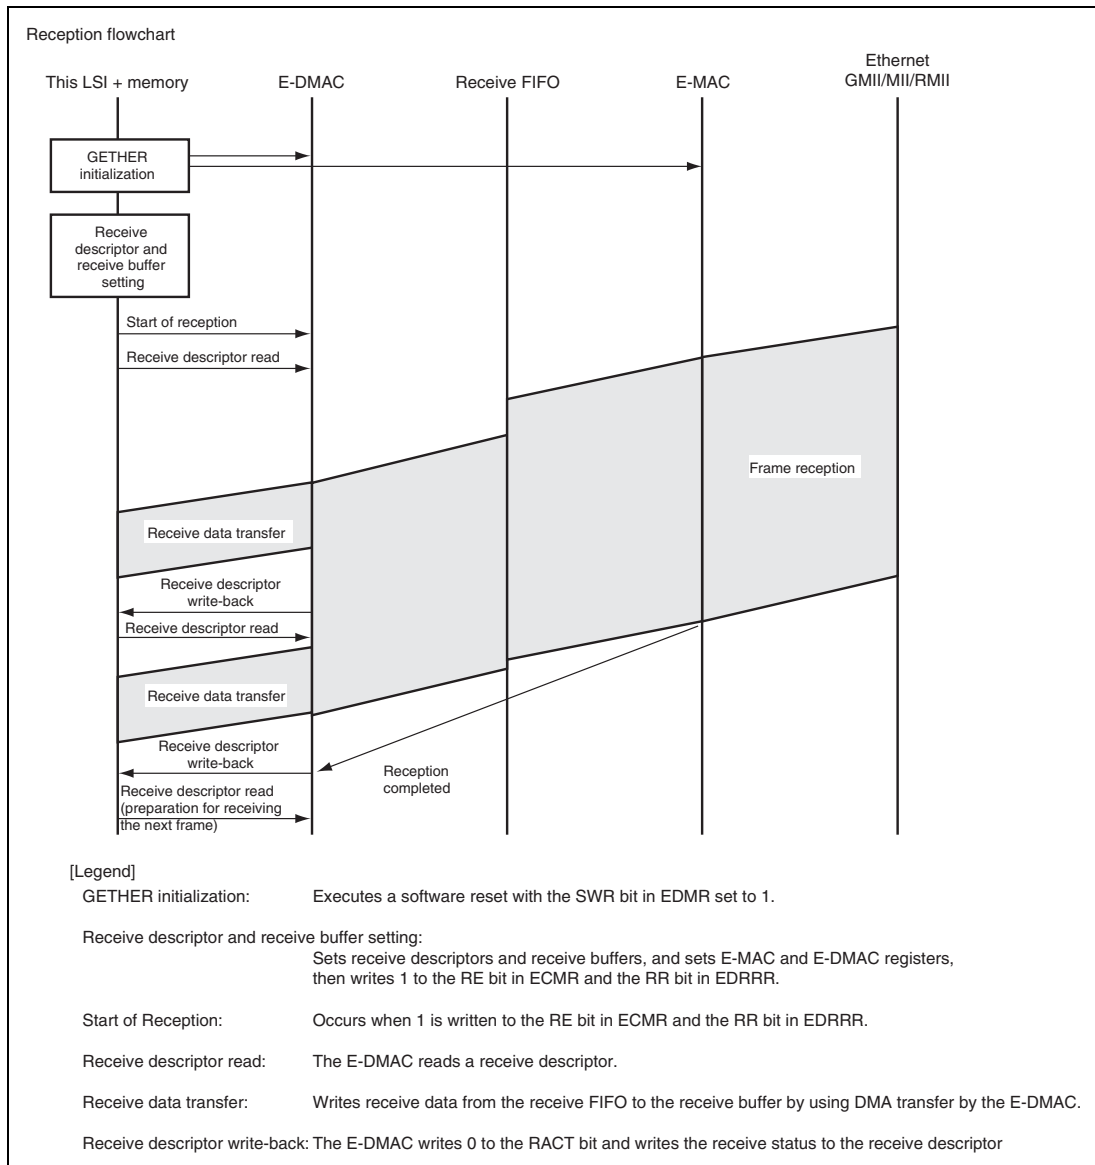 Reception flowchart
This LSI + memory
E-DMAC
Receive FIFO
E-MAC
Ethernet
GMII/MII/RMII
GETHER
initialization
Receive
descriptor and
receive buffer
setting
Start of reception
Receive descriptor read
Frame reception
Receive data transfer
Receive descriptor
write-back
Receive descriptor read
Receive data transfer
Receive descriptor
write-back
Reception
completed
Receive descriptor read
(preparation for receiving
the next frame)
[Legend]
GETHER initialization: Executes a software reset with the SWR bit in EDMR set to 1.
Receive descriptor and receive buffer setting:
Sets receive descriptors and receive buffers, and sets E-MAC and E-DMAC registers,
then writes 1 to the RE bit in ECMR and the RR bit in EDRRR.
Start of Reception: Occurs when 1 is written to the RE bit in ECMR and the RR bit in EDRRR.
Receive descriptor read: The E-DMAC reads a receive descriptor.
Receive data transfer: Writes receive data from the receive FIFO to the receive buffer by using DMA transfer by the E-DMAC.
Receive descriptor write-back: The E-DMAC writes 0 to the RACT bit and writes the receive status to the receive descriptor